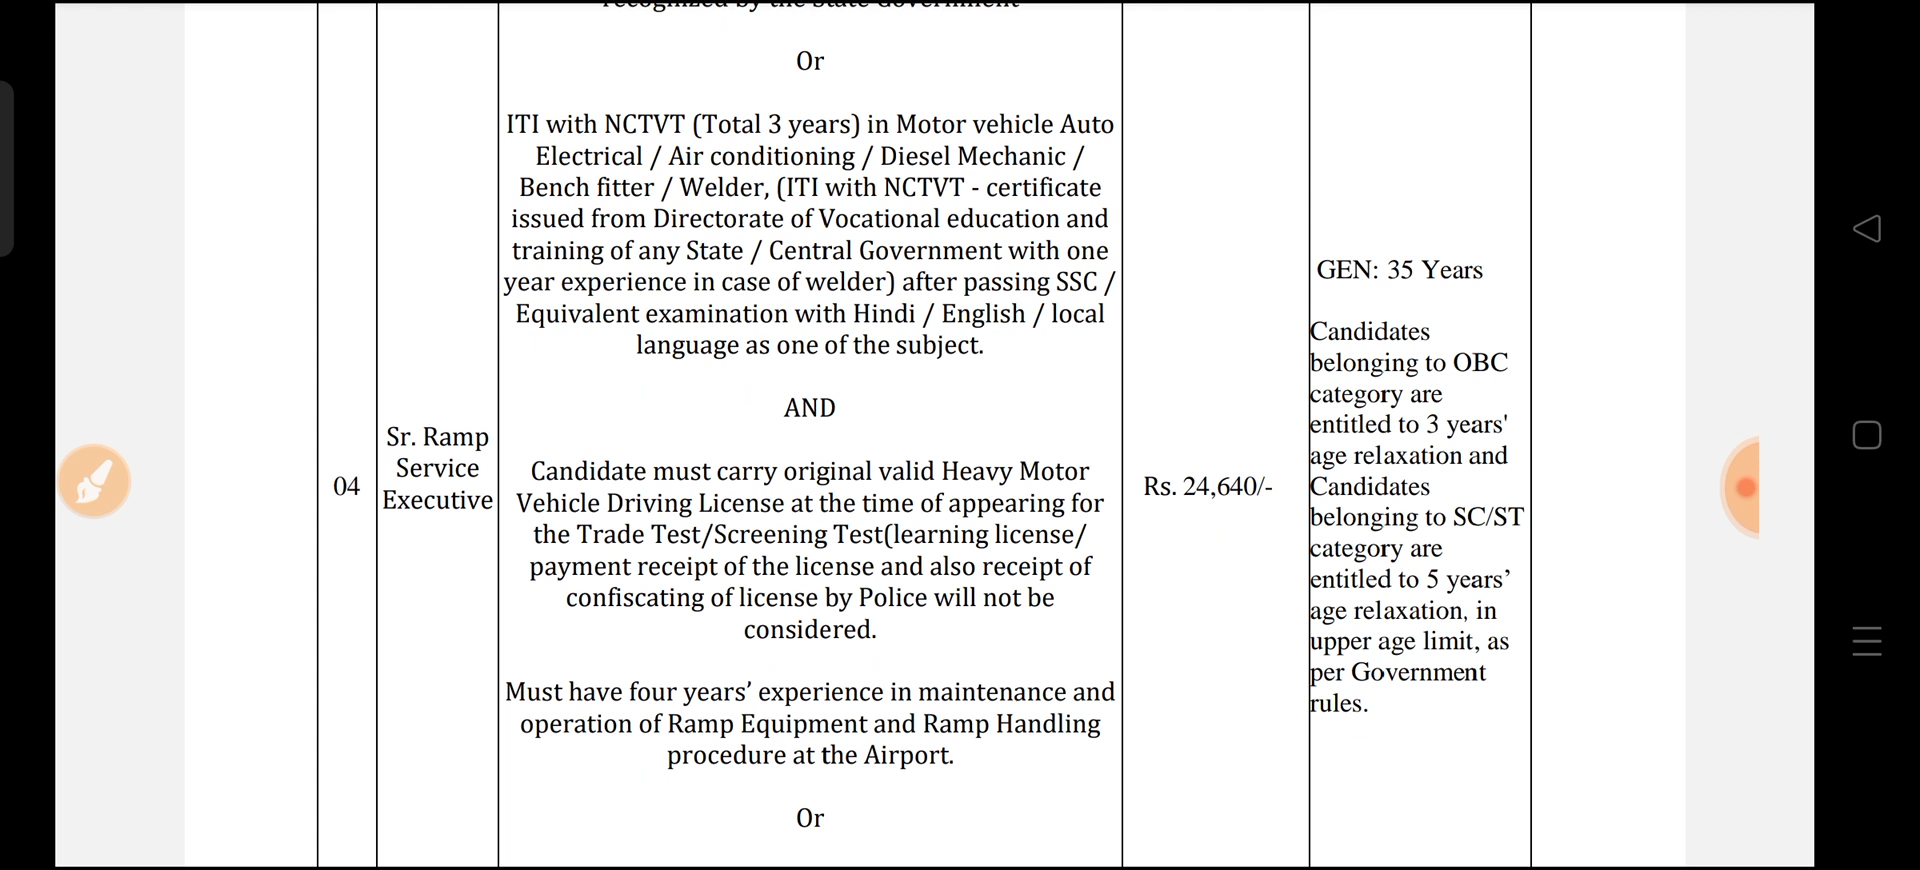 recognized by the State Government
Or
ITI with NCTVT (Total 3 years) in Motor vehicle Auto
Electrical / Air conditioning / Diesel Mechanic /
Bench fitter / Welder, (ITI with NCTVT - certificate
issued from Directorate of Vocational education and
training of any State / Central Government with one
year experience in case of welder) after passing SSC /
Equivalent examination with Hindi / English / local
language as one of the subject.
AND
04
Sr. Ramp
Service
Executive
Candidate must carry original valid Heavy Motor
Vehicle Driving License at the time of appearing for
the Trade Test/Screening Test(learning license/
payment receipt of the license and also receipt of
confiscating of license by Police will not be
considered.
Must have four years’ experience in maintenance and
operation of Ramp Equipment and Ramp Handling
procedure at the Airport.
Or
Rs. 24,640/-
GEN: 35 Years
Candidates
belonging to OBC
category are
entitled to 3 years'
age relaxation and
Candidates
belonging to SC/ST
category are
entitled to 5 years’
age relaxation, in
upper age limit, as
per Government
rules.